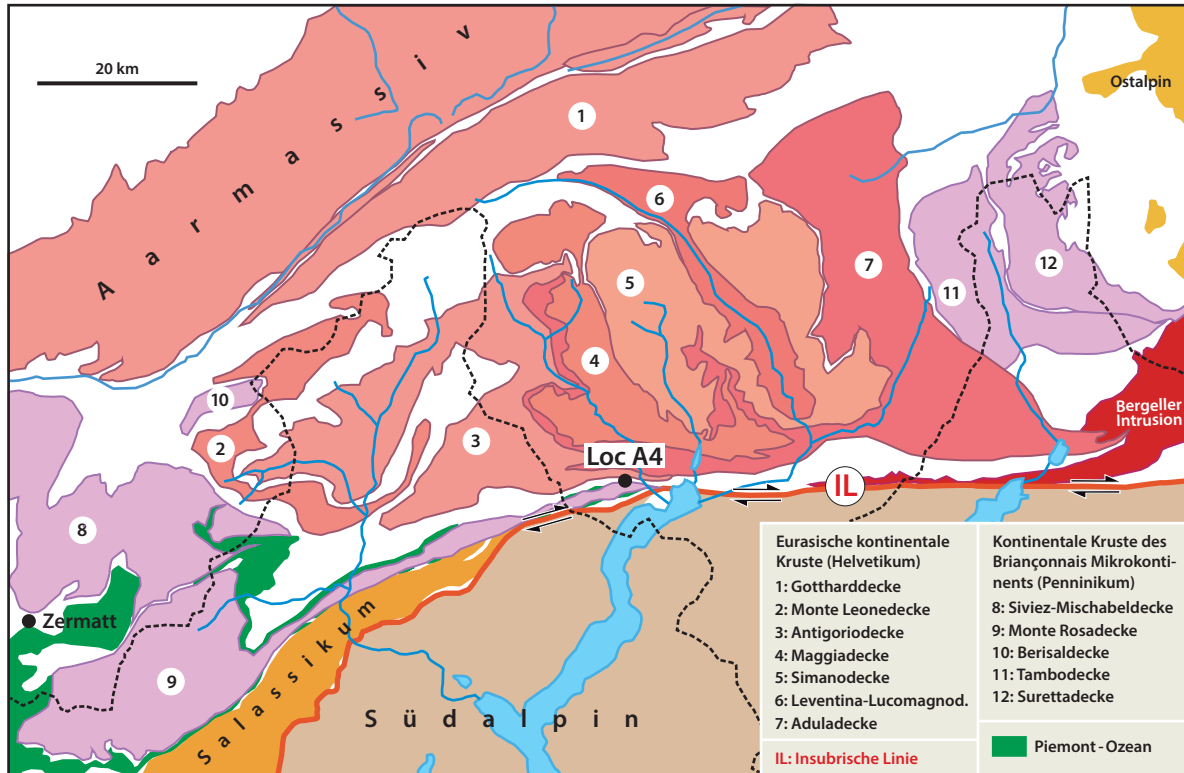 20 km
Aarmassiv
Ostalpin
1
6
5
7
12
11
4
10
3
2
Bergeller
Intrusion
Loc A4
IL
8
Zermatt
9
Salassikum
Südalpin
Eurasische kontinentale
Kruste (Helvetikum)
1: Gottharddecke
2: Monte Leonedecke
3: Antigoriodecke
4: Maggiadecke
5: Simanodecke
6: Leventina-Lucomagnod.
7: Aduladecke
IL: Insubrische Linie
Kontinentale Kruste des
Briançonnais Mikrokonti-
nents (Penninikum)
8: Siviez-Mischabeldecke
9: Monte Rosadecke
10: Berisaldecke
11: Tambodecke
12: Surettadecke
Piemont - Ozean